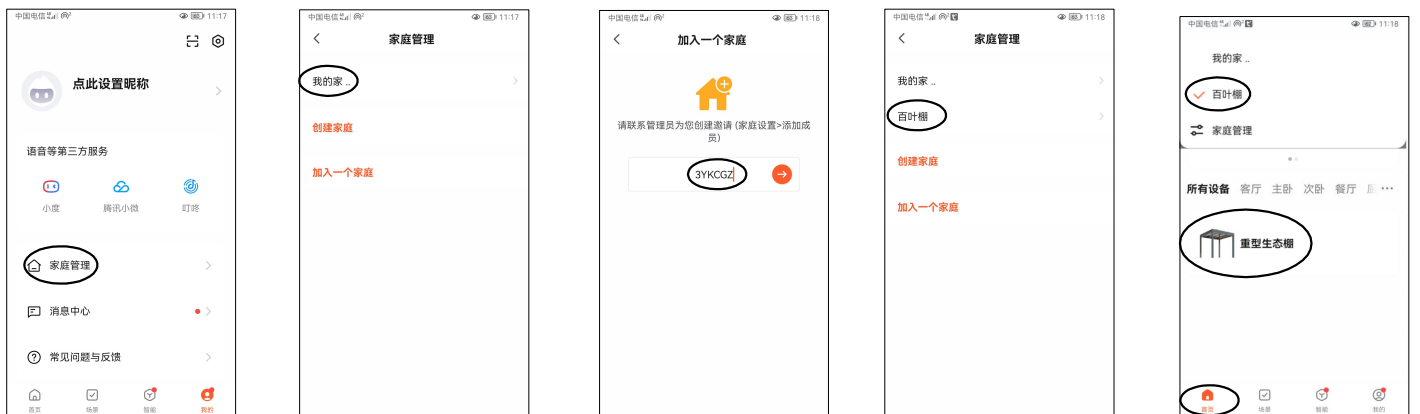 中国电信 11:17
点此设置昵称
语音等第三方服务
小度 腾讯小微 叮咚
家庭管理
消息中心
常见问题与反馈
首页 场景 智能 我的
中国电信 11:17
家庭管理
我的家 ..
创建家庭
加入一个家庭
中国电信 11:18
加入一个家庭
请联系管理员为您创建邀请 (家庭设置>添加成
员)
3YKCGZ
中国电信 11:18
家庭管理
我的家 ..
百叶棚
创建家庭
加入一个家庭
中国电信 11:18
我的家 ..
百叶棚
家庭管理
所有设备 客厅 主卧 次卧 餐厅
重型生态棚
首页 场景 智能 我的